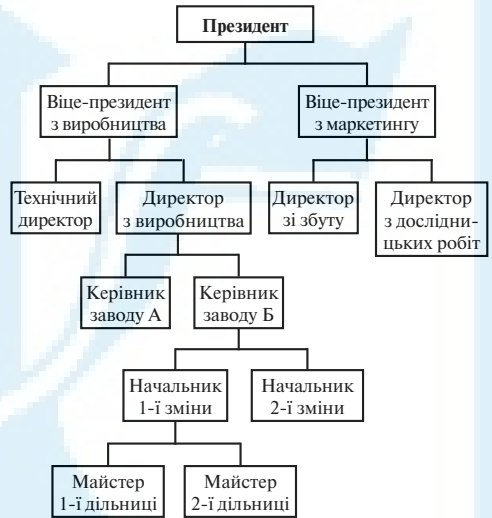 Президент
Віце-президент
з виробництва
Віце-президент
з маркетингу
Технічний
директор
Директор
з виробництва
Директор
зі збуту
Директор
з дослідни-
цьких робіт
Керівник
заводу А
Керівник
заводу Б
Начальник
1-ї зміни
Начальник
2-ї зміни
Майстер
1-ї дільниці
Майстер
2-ї дільниці